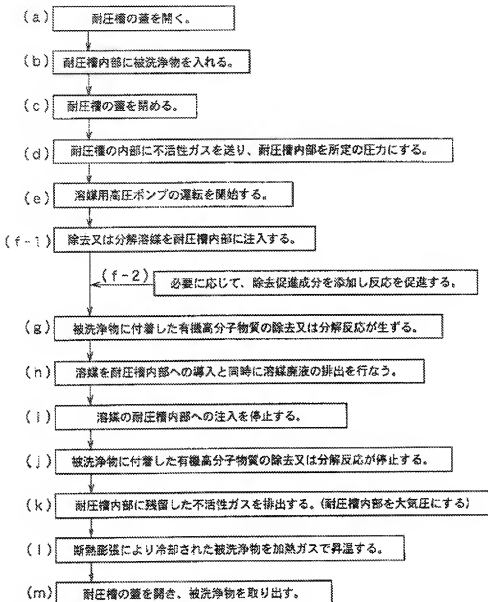 (a) 耐圧槽の蓋を開く。
(b) 耐圧槽内部に被洗浄物を入れる。
(c) 耐圧槽の蓋を閉める。
(d) 耐圧槽の内部に不活性ガスを送り、耐圧槽内部を所定の圧力にする。
(e) 溶媒用高圧ポンプの運転を開始する。
(f-1) 除去又は分解溶媒を耐圧槽内部に注入する。
(f-2) 必要に応じて、除去促進成分を添加し反応を促進する。
(g) 被洗浄物に付着した有機高分子物質の除去又は分解反応が生ずる。
(h) 溶媒を耐圧槽内部への導入と同時に溶媒廃液の排出を行なう。
(i) 溶媒の耐圧槽内部への注入を停止する。
(j) 被洗浄物に付着した有機高分子物質の除去又は分解反応が停止する。
(k) 耐圧槽内部に残留した不活性ガスを排出する。(耐圧槽内部を大気圧にする)
(l) 断熱膨張により冷却された被洗浄物を加熱ガスで昇温する。
(m) 耐圧槽の蓋を開き、被洗浄物を取り出す。